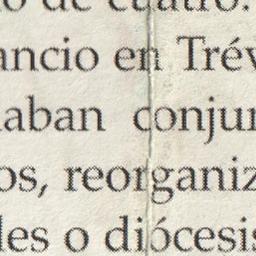 o de cuatro.
ancio en Trév
aban conjun
os, reorganiz
les o diócesis